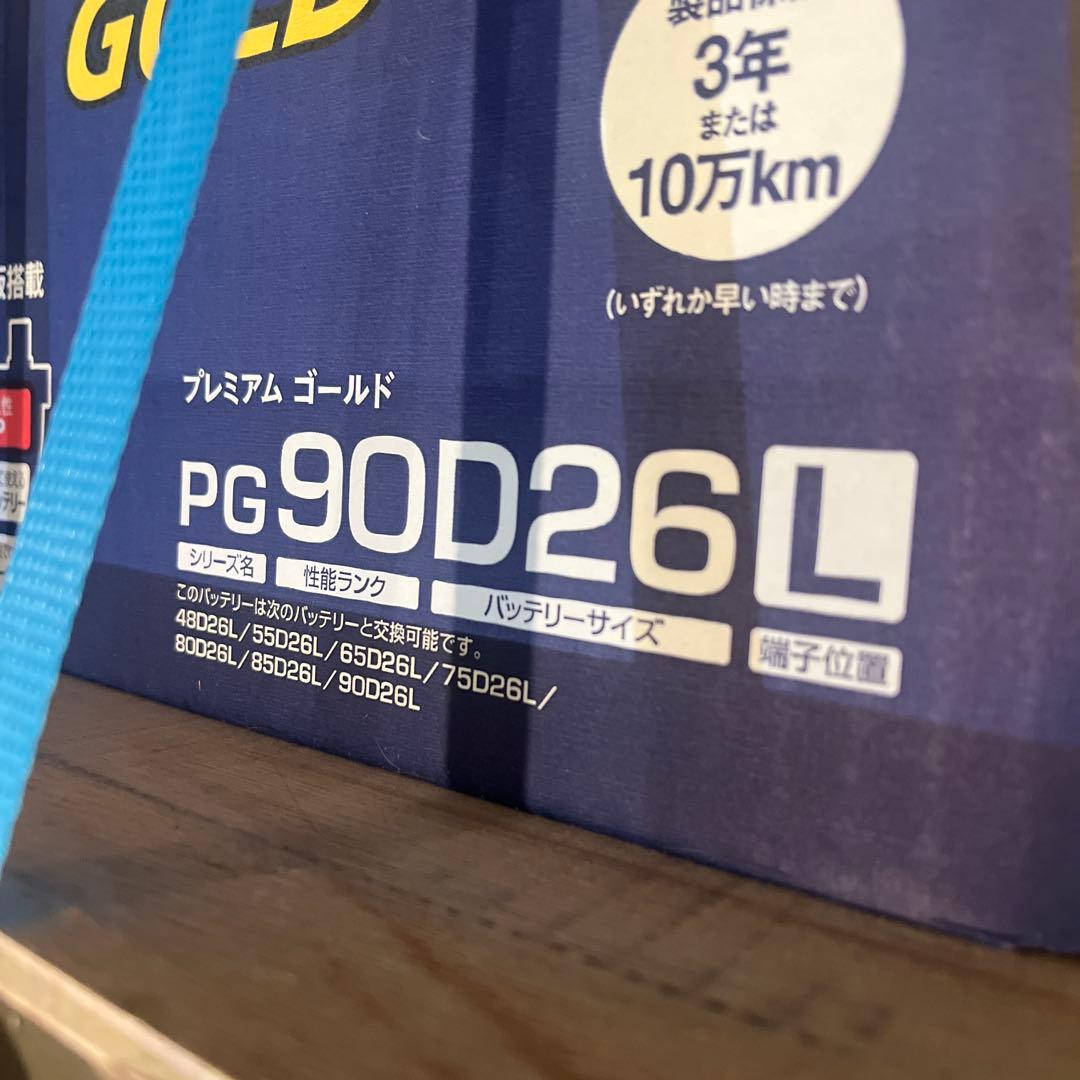 GOLD
3年
または
10万km
(いずれか早い時まで)
搭載
プレミアム ゴールド
PG90D26L
シリーズ名 性能ランク バッテリーサイズ 端子位置
このバッテリーは次のバッテリーと交換可能です。
48D26L/55D26L/65D26L/75D26L/
80D26L/85D26L/90D26L